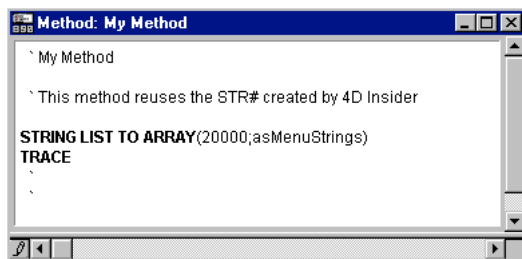 Method: My Method
` My Method
` This method reuses the STR# created by 4D Insider
STRING LIST TO ARRAY(20000;asMenuStrings)
TRACE
`
`